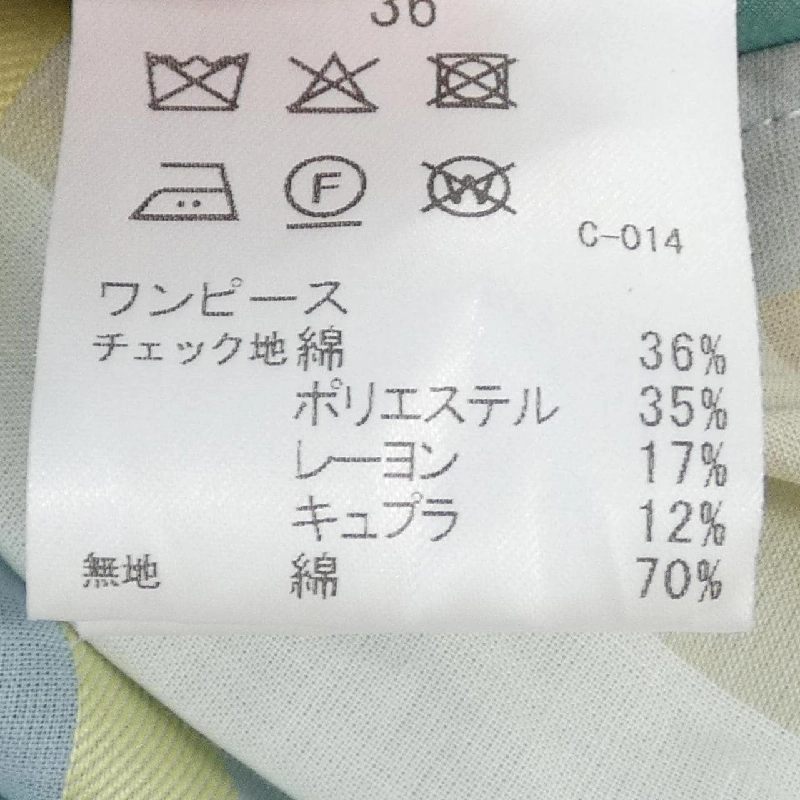 36
F
W
C-014
ワンピース
チェック地 綿 36%
ポリエステル 35%
レーヨン 17%
キュプラ 12%
無地 綿 70%